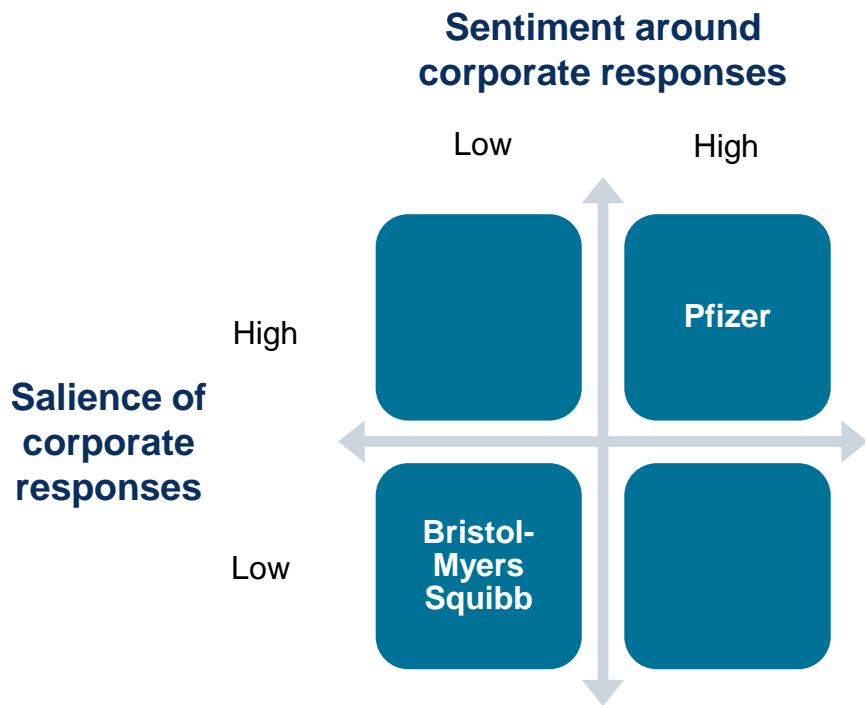 Sentiment around
corporate responses
Low
High
High
Pfizer
Salience of
corporate
responses
Low
Bristol-
Myers
Squibb